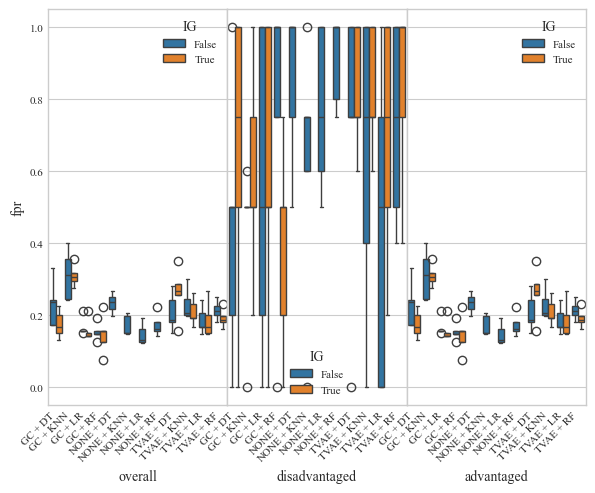 IG
False
True
IG
False
True
IG
False
True
fpr
1.0
0.8
0.6
0.4
0.2
0.0
GC + DT
GC + KNN
GC + LR
GC + RF
NONE + DT
NONE + KNN
NONE + LR
NONE + RF
TVAE + DT
TVAE + KNN
TVAE + LR
TVAE + RF
GC + DT
GC + KNN
GC + LR
GC + RF
NONE + DT
NONE + KNN
NONE + LR
NONE + RF
TVAE + DT
TVAE + KNN
TVAE + LR
TVAE + RF
GC + DT
GC + KNN
GC + LR
GC + RF
NONE + DT
NONE + KNN
NONE + LR
NONE + RF
TVAE + DT
TVAE + KNN
TVAE + LR
TVAE + RF
overall
disadvantaged
advantaged